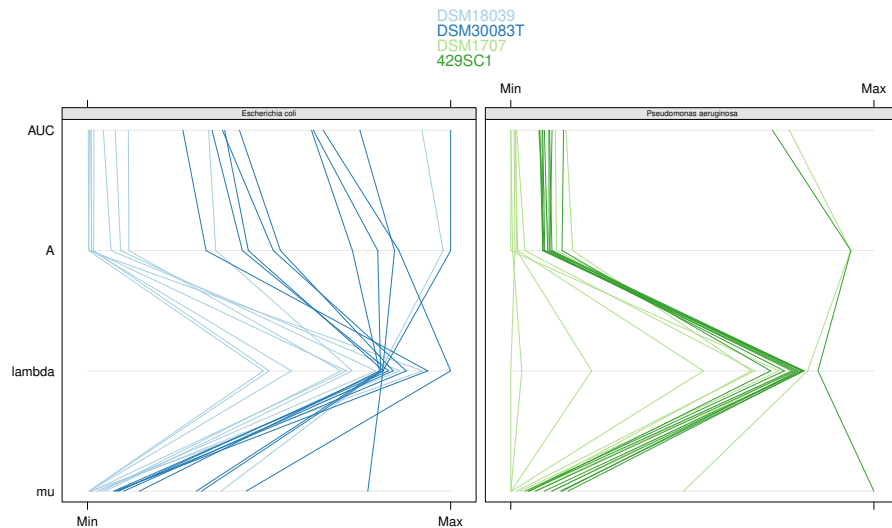 DSM18039
DSM30083T
DSM1707
429SC1
Min Max
Escherichia coli Pseudomonas aeruginosa
AUC
A
lambda
mu
Min Max